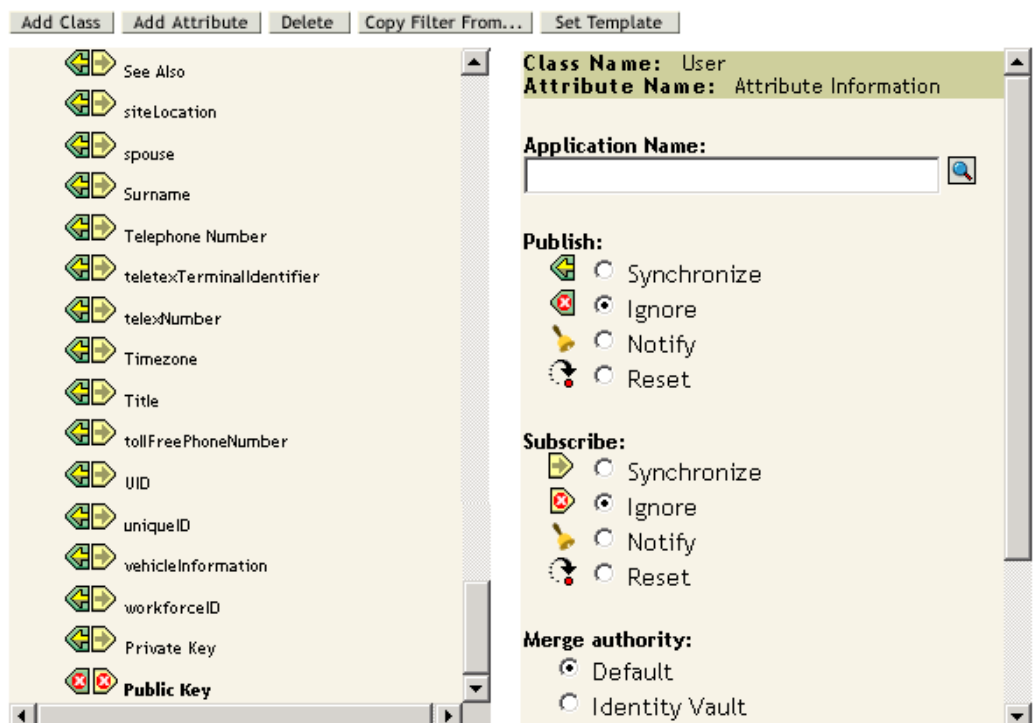 Add Class Add Attribute Delete Copy Filter From... Set Template
See Also
siteLocation
spouse
Surname
Telephone Number
teletexTerminalIdentifier
telexNumber
Timezone
Title
tollFreePhoneNumber
UID
uniqueID
vehicleInformation
workforceID
Private Key
Public Key
Class Name: User
Attribute Name: Attribute Information
Application Name:
Publish:
Synchronize
Ignore
Notify
Reset
Subscribe:
Synchronize
Ignore
Notify
Reset
Merge authority:
Default
Identity Vault